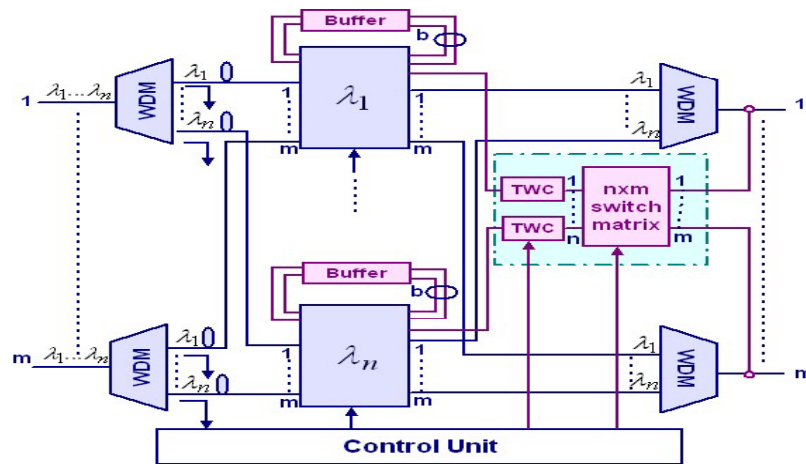 Buffer
b
λ1...λn
1
WDM
λ1
λn
1
m
λ1
1
m
λ1
λn
WDM
1
TWC
TWC
1
n
nxm
switch
matrix
1
m
Buffer
b
m
λ1...λn
WDM
λ1
λn
1
m
λn
1
m
λ1
λn
WDM
m
Control Unit